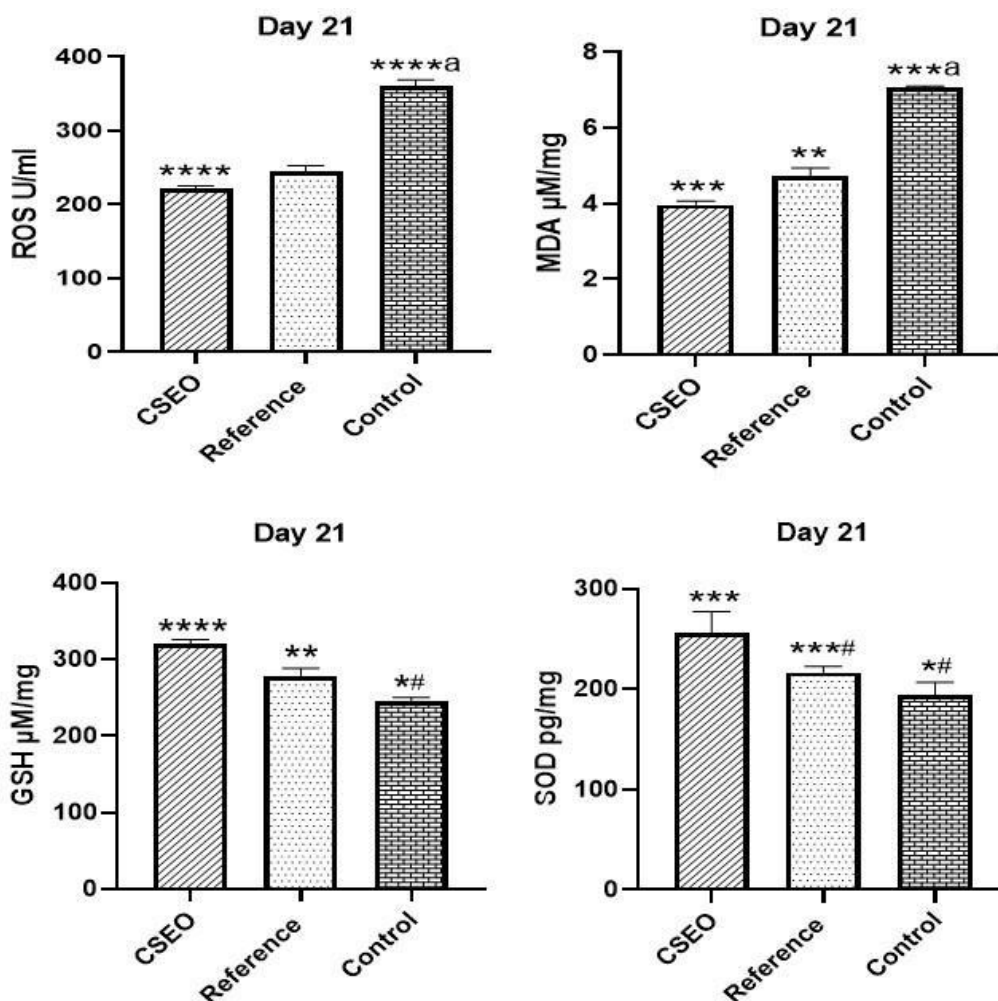 Day 21
ROS U/ml
400
300
200
100
0
****
****a
CSEO
Reference
Control
Day 21
MDA µM/mg
8
6
4
2
0
***
**
***a
CSEO
Reference
Control
Day 21
GSH µM/mg
400
300
200
100
0
****
**
*#
CSEO
Reference
Control
Day 21
SOD pg/mg
300
200
100
0
***
***#
*#
CSEO
Reference
Control